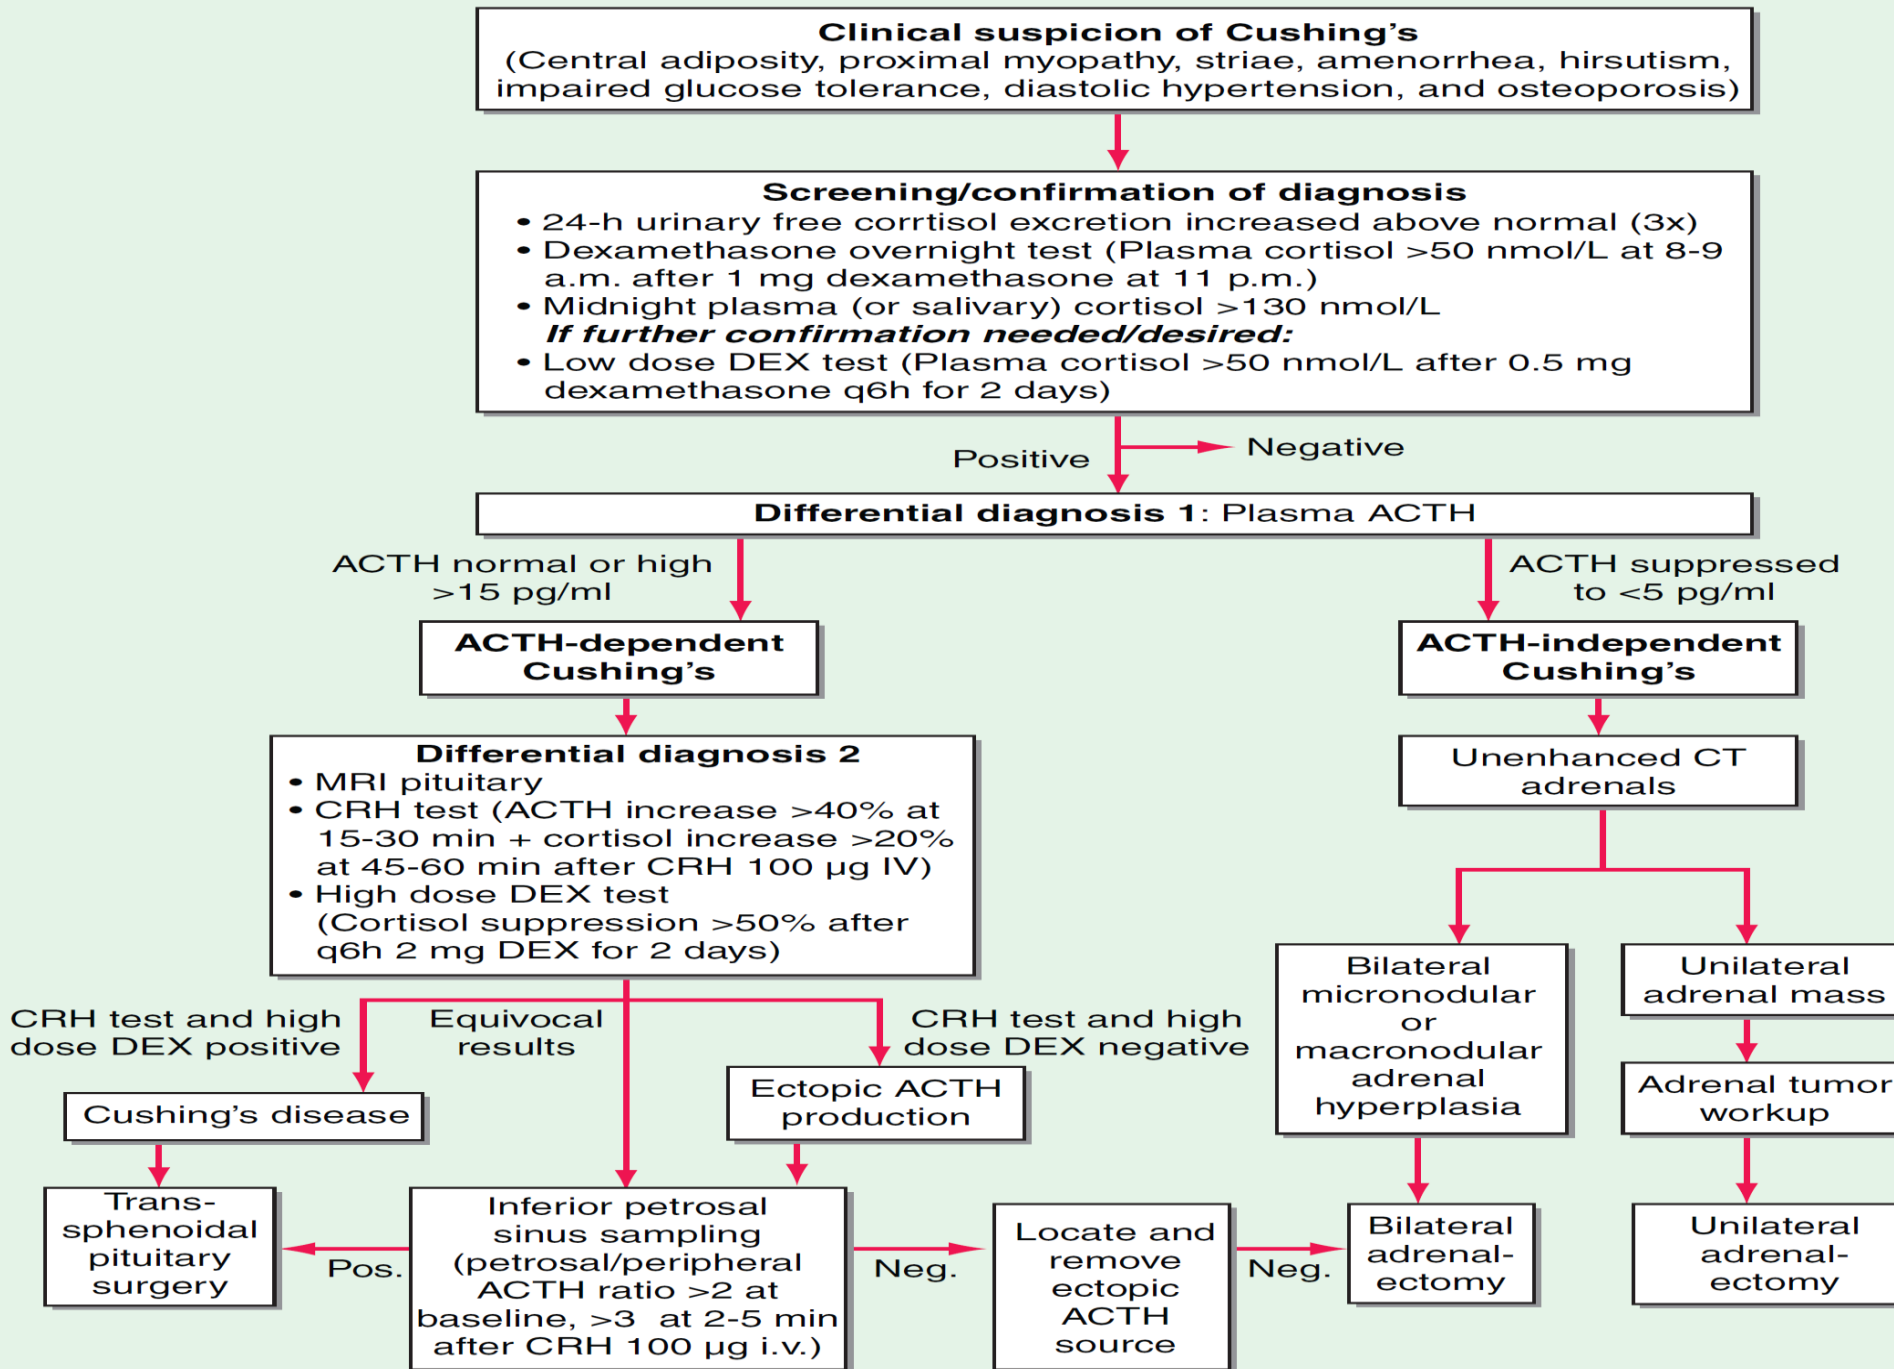 Clinical suspicion of Cushing's
(Central adiposity, proximal myopathy, striae, amenorrhea, hirsutism,
impaired glucose tolerance, diastolic hypertension, and osteoporosis)
Screening/confirmation of diagnosis
• 24-h urinary free corrtisol excretion increased above normal (3x)
• Dexamethasone overnight test (Plasma cortisol >50 nmol/L at 8-9
a.m. after 1 mg dexamethasone at 11 p.m.)
• Midnight plasma (or salivary) cortisol >130 nmol/L
If further confirmation needed/desired:
• Low dose DEX test (Plasma cortisol >50 nmol/L after 0.5 mg
dexamethasone q6h for 2 days)
Positive
Negative
Differential diagnosis 1: Plasma ACTH
ACTH normal or high
>15 pg/ml
ACTH suppressed
to <5 pg/ml
ACTH-dependent
Cushing's
ACTH-independent
Cushing's
Differential diagnosis 2
• MRI pituitary
• CRH test (ACTH increase >40% at
15-30 min + cortisol increase >20%
at 45-60 min after CRH 100 µg IV)
• High dose DEX test
(Cortisol suppression >50% after
q6h 2 mg DEX for 2 days)
Unenhanced CT
adrenals
CRH test and high
dose DEX positive
Equivocal
results
CRH test and high
dose DEX negative
Bilateral
micronodular
or
macronodular
adrenal
hyperplasia
Unilateral
adrenal mass
Cushing's disease
Ectopic ACTH
production
Adrenal tumor
workup
Trans-
sphenoidal
pituitary
surgery
Pos.
Inferior petrosal
sinus sampling
(petrosal/peripheral
ACTH ratio >2 at
baseline, >3 at 2-5 min
after CRH 100 µg i.v.)
Neg.
Locate and
remove
ectopic
ACTH
source
Neg.
Bilateral
adrenal-
ectomy
Unilateral
adrenal-
ectomy